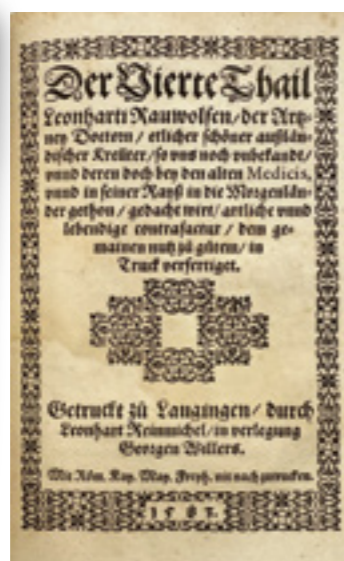 Der Vierte Thail
Leonharti Rauwolfen / der Artz-
ney Doctorn / etlicher schöner außlän-
discher Kreüter / so vns noch vnbekandt /
vnnd deren doch bey den alten Medicis,
vnnd in seiner Rayß in die Morgenlän-
der gethon / gedacht wirt / artliche vnnd
lebendige contrafactur / dem ge-
mainen nutz zů gůtem / in
Truck verfertiget.
Getruckt zů Laugingen / durch
Leonhart Reinmichel / in verlegung
Georgen Willers.
Mit Röm. Kay. May. Freyh. nit nach zutrucken.